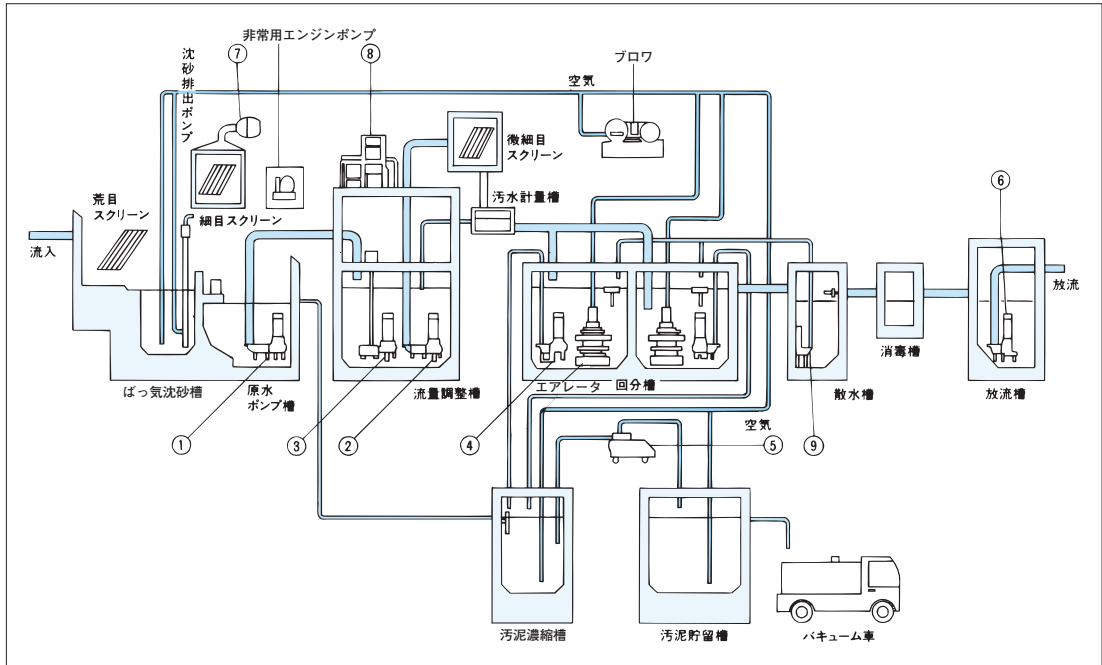 非常用エンジンポンプ
⑦
沈砂排出ポンプ
⑧
ブロワ
空気
微細目
スクリーン
汚水計量槽
⑥
荒目
スクリーン
細目スクリーン
流入
放流
ばっ気沈砂槽
原水
ポンプ槽
流量調整槽
エアレータ
回分槽
散水槽
消毒槽
放流槽
①
③
②
④
空気
⑤
⑨
汚泥濃縮槽
汚泥貯留槽
バキューム車